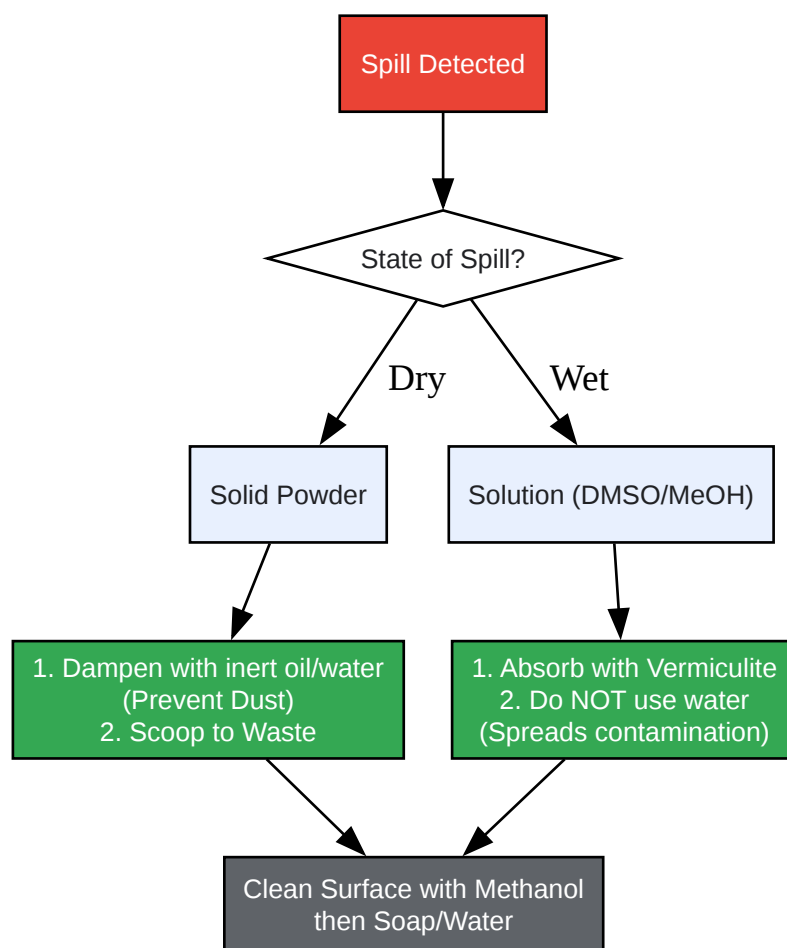 Spill Detected
State of Spill?
Dry
Wet
Solid Powder
Solution (DMSO/MeOH)
1. Dampen with inert oil/water
(Prevent Dust)
2. Scoop to Waste
1. Absorb with Vermiculite
2. Do NOT use water
(Spreads contamination)
Clean Surface with Methanol
then Soap/Water